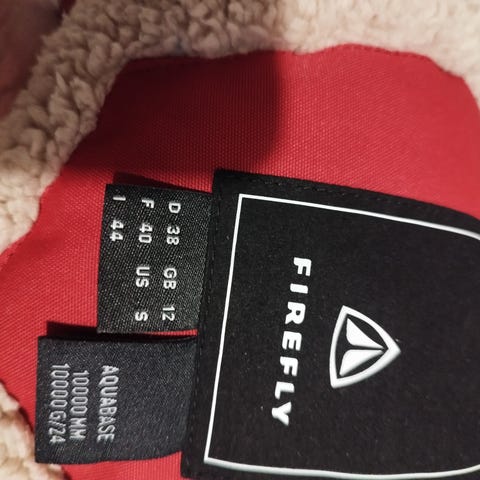 FIREFLY
D 38 GB 12
F 40 US S
I 44
AQUABASE
10000MM
10000G/24